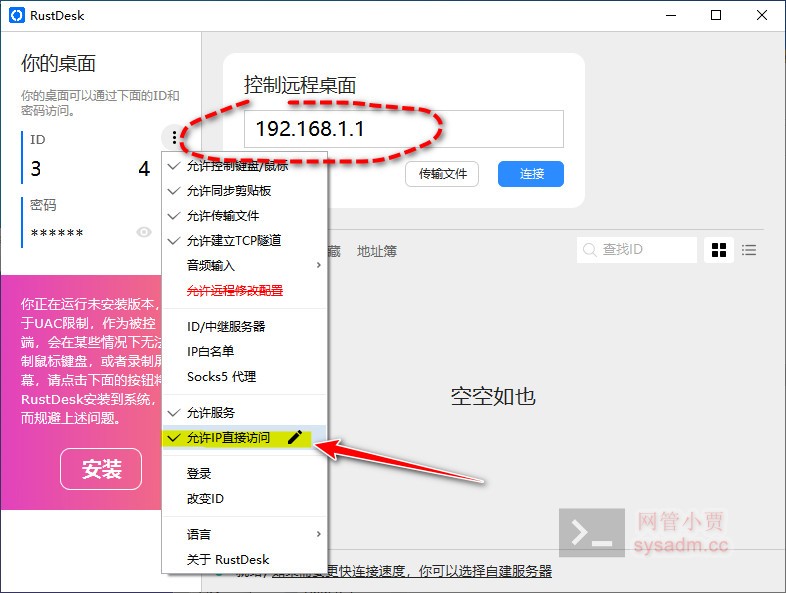 RustDesk
你的桌面
你的桌面可以通过下面的ID和
密码访问。
ID
3 4
密码
******
控制远程桌面
192.168.1.1
传输文件
连接
藏
地址簿
查找ID
空空如也
允许控制键盘/鼠标
允许同步剪贴板
允许传输文件
允许建立TCP隧道
音频输入
允许远程修改配置
ID/中继服务器
IP白名单
Socks5 代理
允许服务
允许IP直接访问
登录
改变ID
语言
关于 RustDesk
你正在运行未安装版本，
于UAC限制，作为被控
端，会在某些情况下无法
制鼠标键盘，或者录制屏
幕，请点击下面的按钮将
RustDesk安装到系统，
而规避上述问题。
安装
网管小贾
sysadm.cc
更快连接速度，你可以选择自建服务器